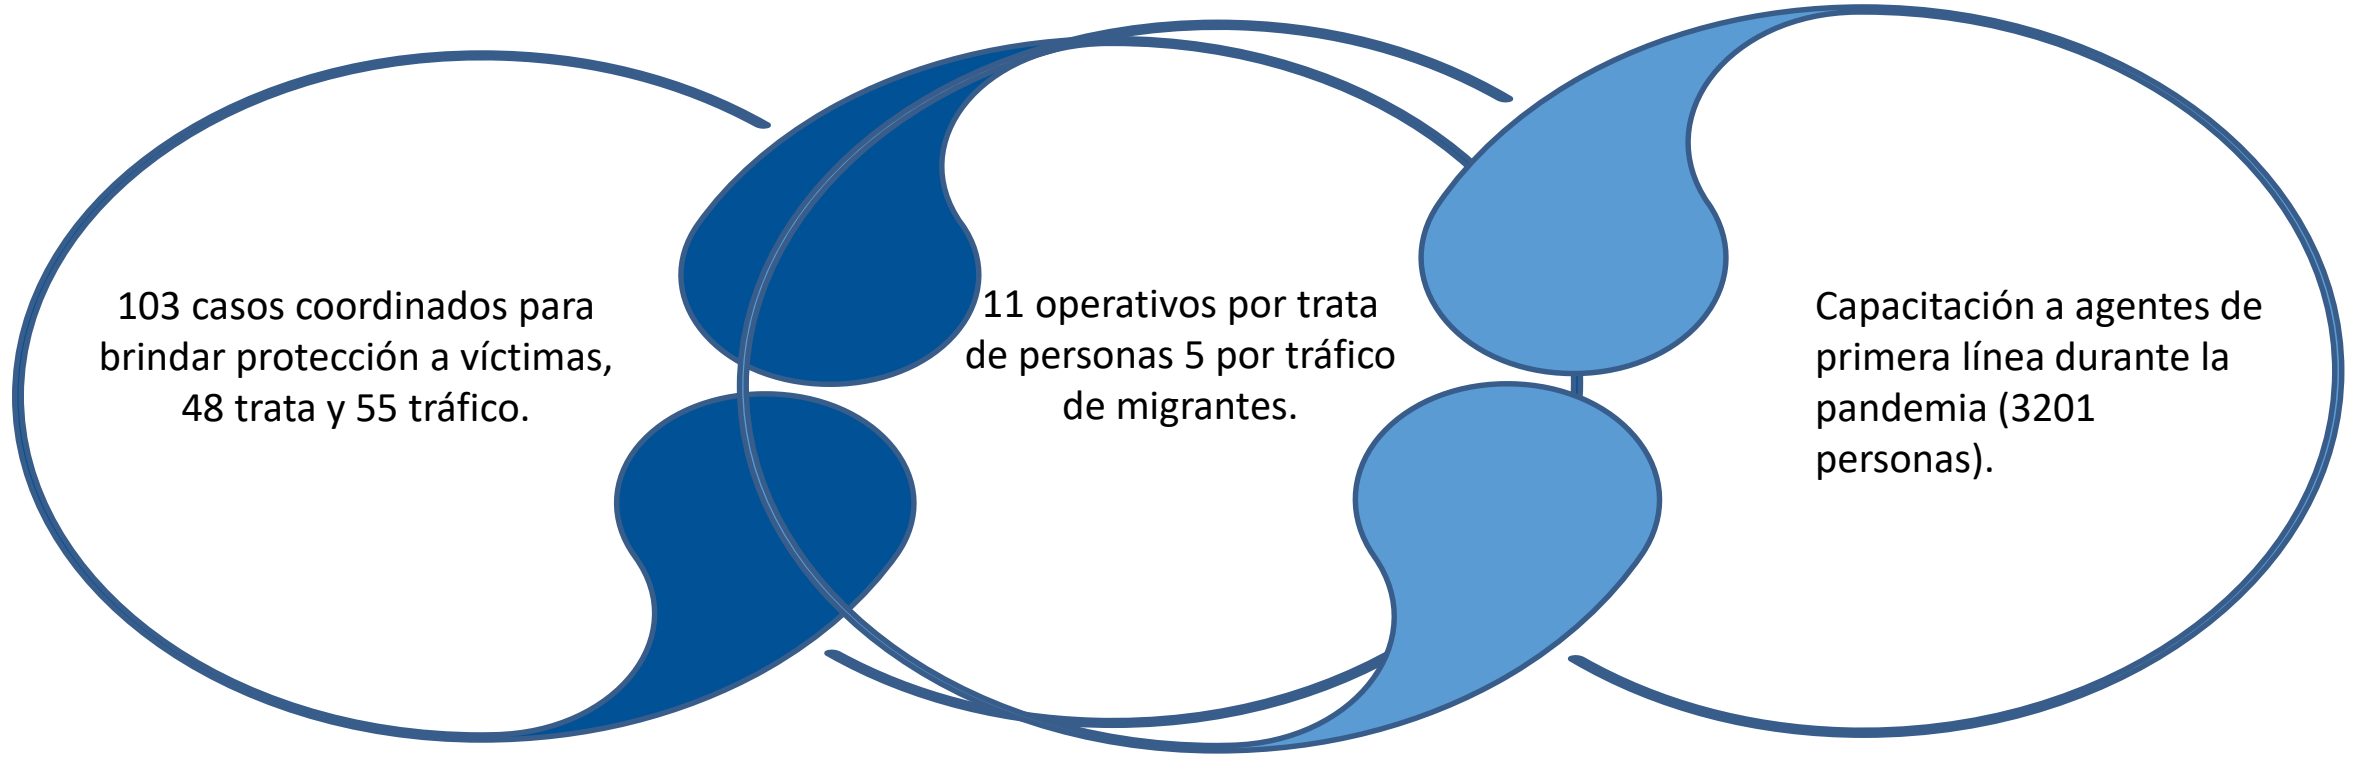 103 casos coordinados para
brindar protección a víctimas,
48 trata y 55 tráfico.
11 operativos por trata
de personas 5 por tráfico
de migrantes.
Capacitación a agentes de
primera línea durante la
pandemia (3201
personas).